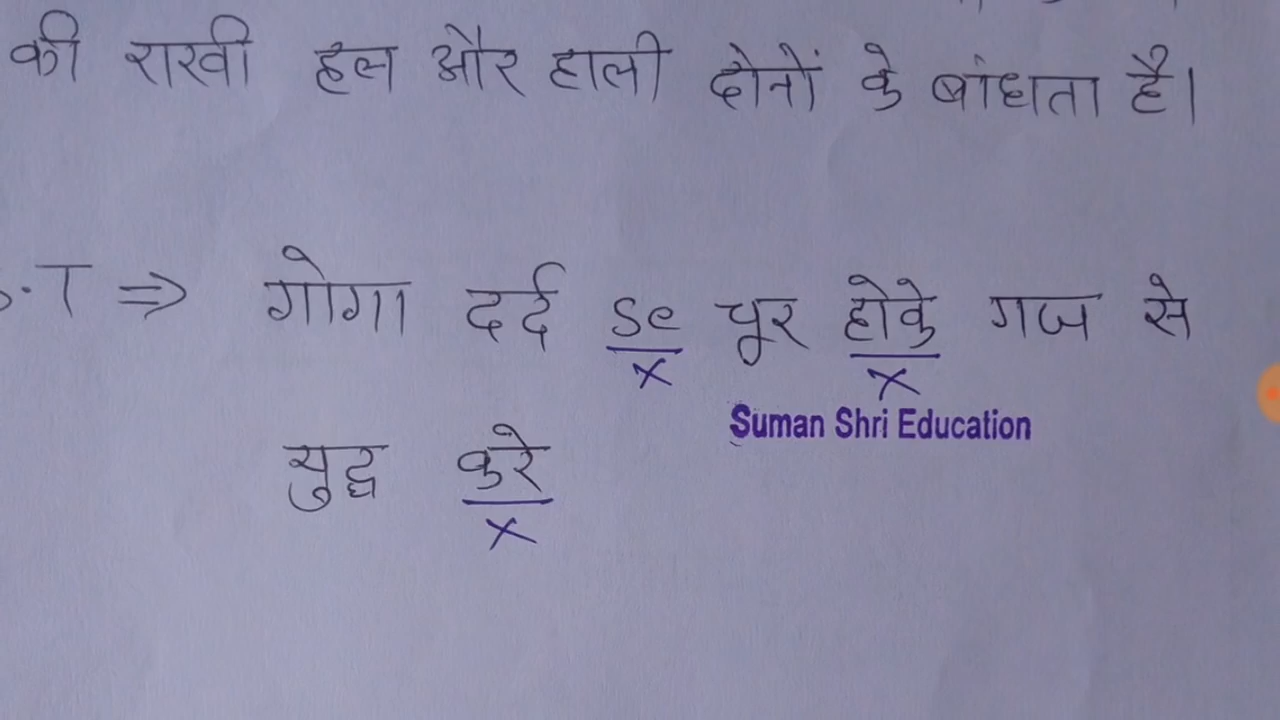 की राखी हल और हाली दोनों के बांधता है।
.T ⇒ गोगा दर्द se चूर होके गज से
x x
Suman Shri Education
युद्ध करे
x